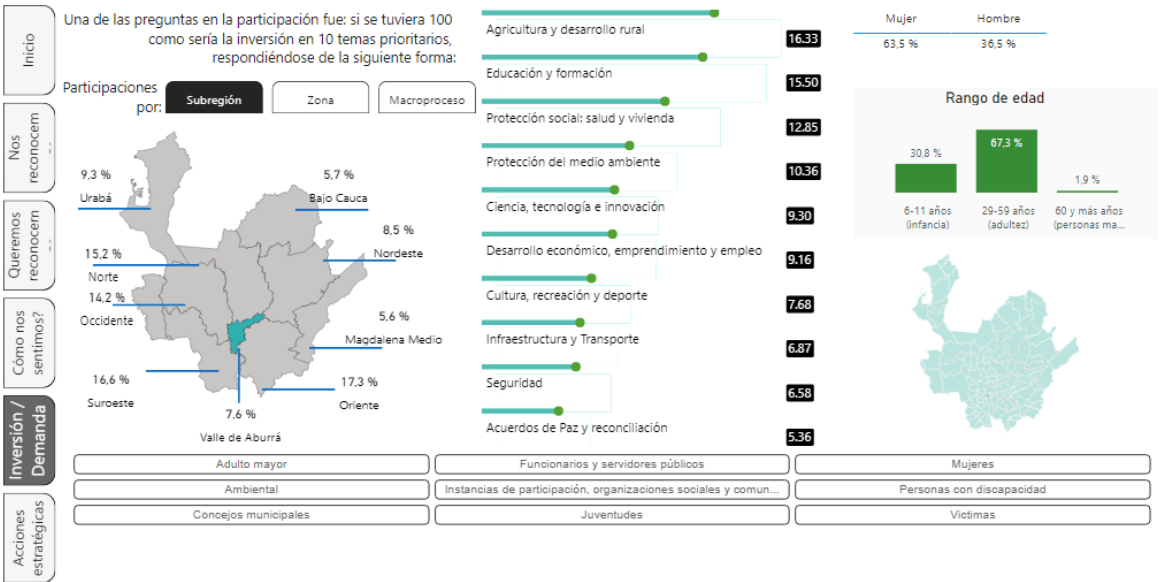 Inicio
Nos
reconocem
Queremos
reconocern
Cómo nos
sentimos?
Inversión /
Demanda
Acciones
estratégicas
Una de las preguntas en la participación fue: si se tuviera 100
como sería la inversión en 10 temas prioritarios,
respondiéndose de la siguiente forma:
Participaciones
por:
Subregión
Zona
Macroproceso
9,3 %
Urabá
5,7 %
Bajo Cauca
8,5 %
Nordeste
15,2 %
Norte
14,2 %
Occidente
5,6 %
Magdalena Medio
16,6 %
Suroeste
17,3 %
Oriente
7,6 %
Valle de Aburrá
Agricultura y desarrollo rural
16.33
Educación y formación
15.50
Protección social: salud y vivienda
12.85
Protección del medio ambiente
10.36
Ciencia, tecnología e innovación
9.30
Desarrollo económico, emprendimiento y empleo
9.16
Cultura, recreación y deporte
7.68
Infraestructura y Transporte
6.87
Seguridad
6.58
Acuerdos de Paz y reconciliación
5.36
Mujer Hombre
63,5 % 36,5 %
Rango de edad
30,8 %
67,3 %
1,9 %
6-11 años
(infancia)
29-59 años
(adultez)
60 y más años
(personas ma...
Adulto mayor
Funcionarios y servidores públicos
Mujeres
Ambiental
Instancias de participación, organizaciones sociales y comun...
Personas con discapacidad
Concejos municipales
Juventudes
Victimas